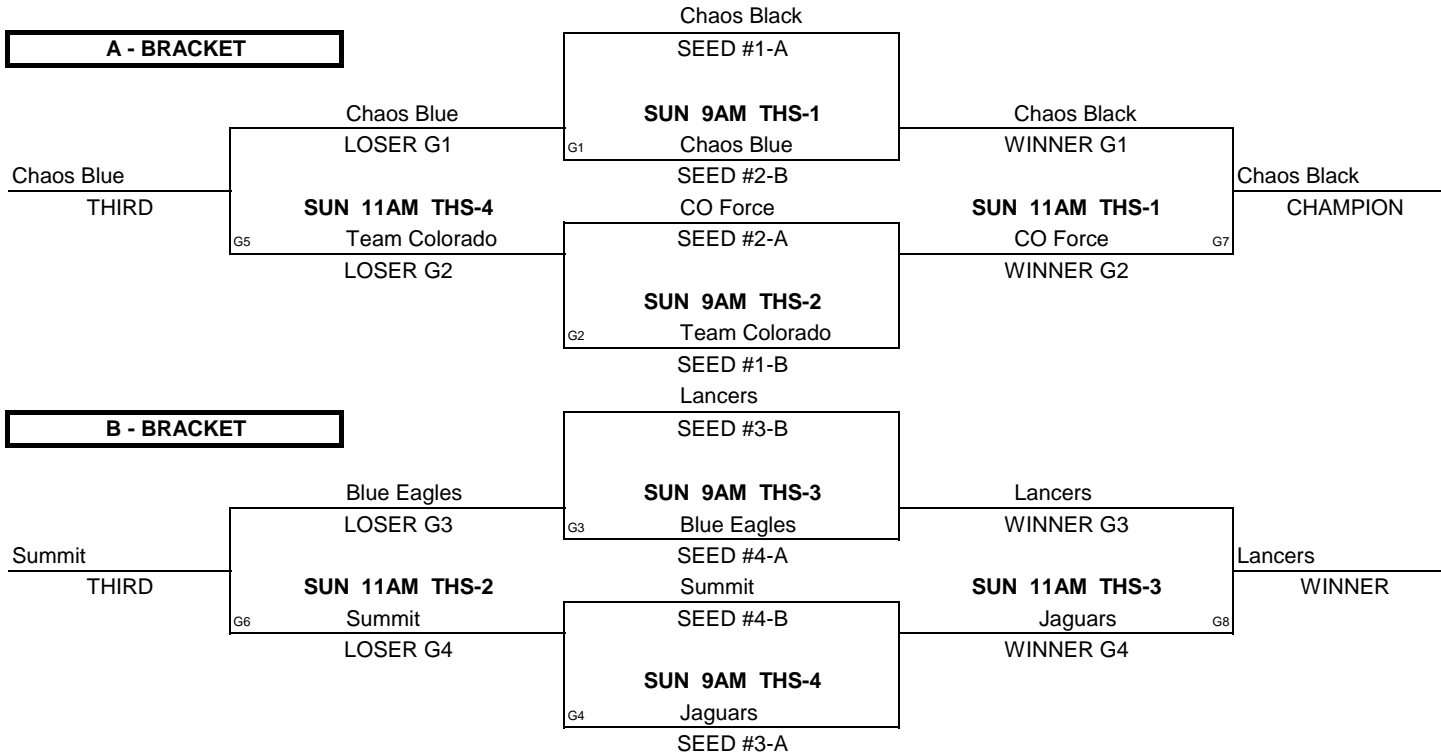 Chaos Black
A - BRACKET
SEED #1-A
Chaos Blue
SUN 9AM THS-1
Chaos Black
LOSER G1
G1
Chaos Blue
WINNER G1
Chaos Blue
SEED #2-B
Chaos Black
THIRD
SUN 11AM THS-4
CO Force
SUN 11AM THS-1
CHAMPION
G5
Team Colorado
SEED #2-A
CO Force
G7
LOSER G2
WINNER G2
SUN 9AM THS-2
G2
Team Colorado
SEED #1-B
Lancers
B - BRACKET
SEED #3-B
Blue Eagles
SUN 9AM THS-3
Lancers
LOSER G3
G3
Blue Eagles
WINNER G3
Summit
SEED #4-A
Lancers
THIRD
SUN 11AM THS-2
Summit
SUN 11AM THS-3
WINNER
G6
Summit
SEED #4-B
Jaguars
G8
LOSER G4
WINNER G4
SUN 9AM THS-4
G4
Jaguars
SEED #3-A